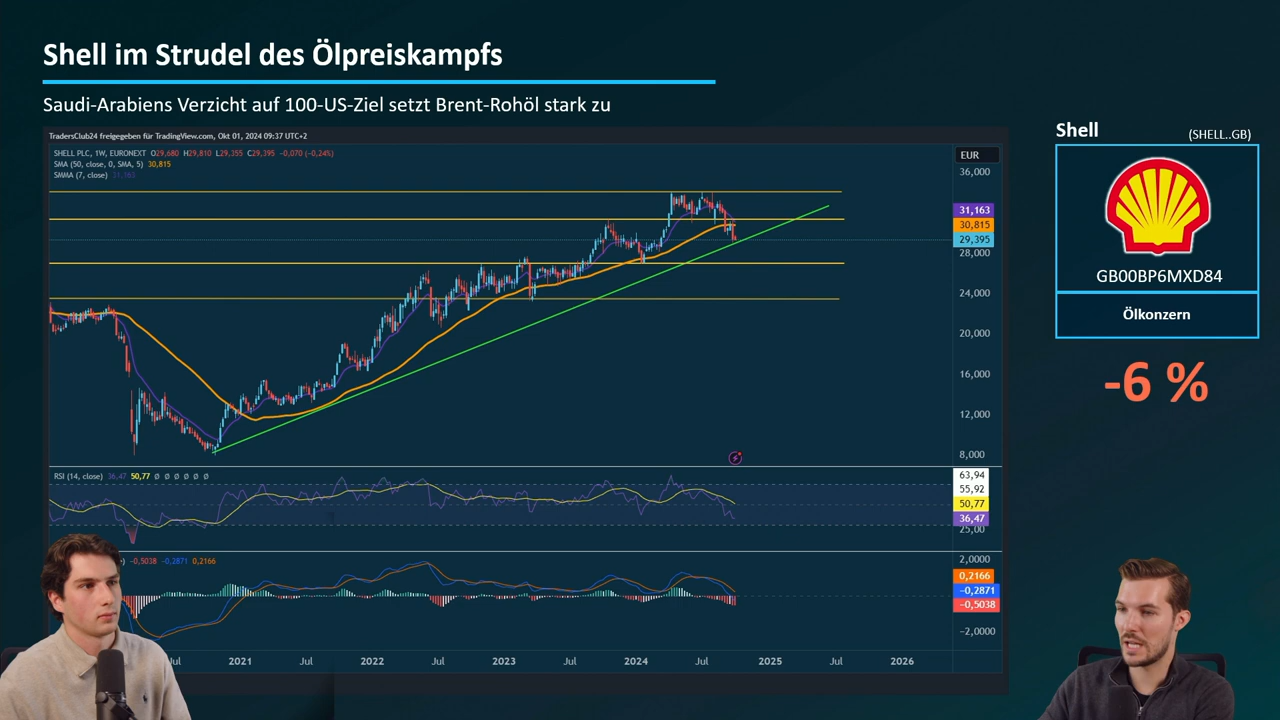 Shell im Strudel des Ölpreiskampfs
Saudi-Arabiens Verzicht auf 100-US-Ziel setzt Brent-Rohöl stark zu
TradersClub24 freigegeben für TradingView.com, Okt 01, 2024 09:37 UTC+2
SHELL PLC, 1W, EURONEXT O29,680 H29,810 L29,355 C29,395 -0,070 (-0,24%)
SMA (50, close, 0, SMA, 5) 30,815
SMMA (7, close) 31,163
EUR
36,000
31,163
30,815
29,395
28,000
24,000
20,000
16,000
12,000
8,000
RSI (14, close) 36,47 50,77 Ø Ø Ø Ø Ø Ø
63,94
55,92
50,77
36,47
25,00
-0,5038 -0,2871 0,2166
2,0000
0,2166
-0,2871
-0,5038
-2,0000
Jul 2021 Jul 2022 Jul 2023 Jul 2024 Jul 2025 Jul 2026
Shell
(SHELL..GB)
GB00BP6MXD84
Ölkonzern
-6 %